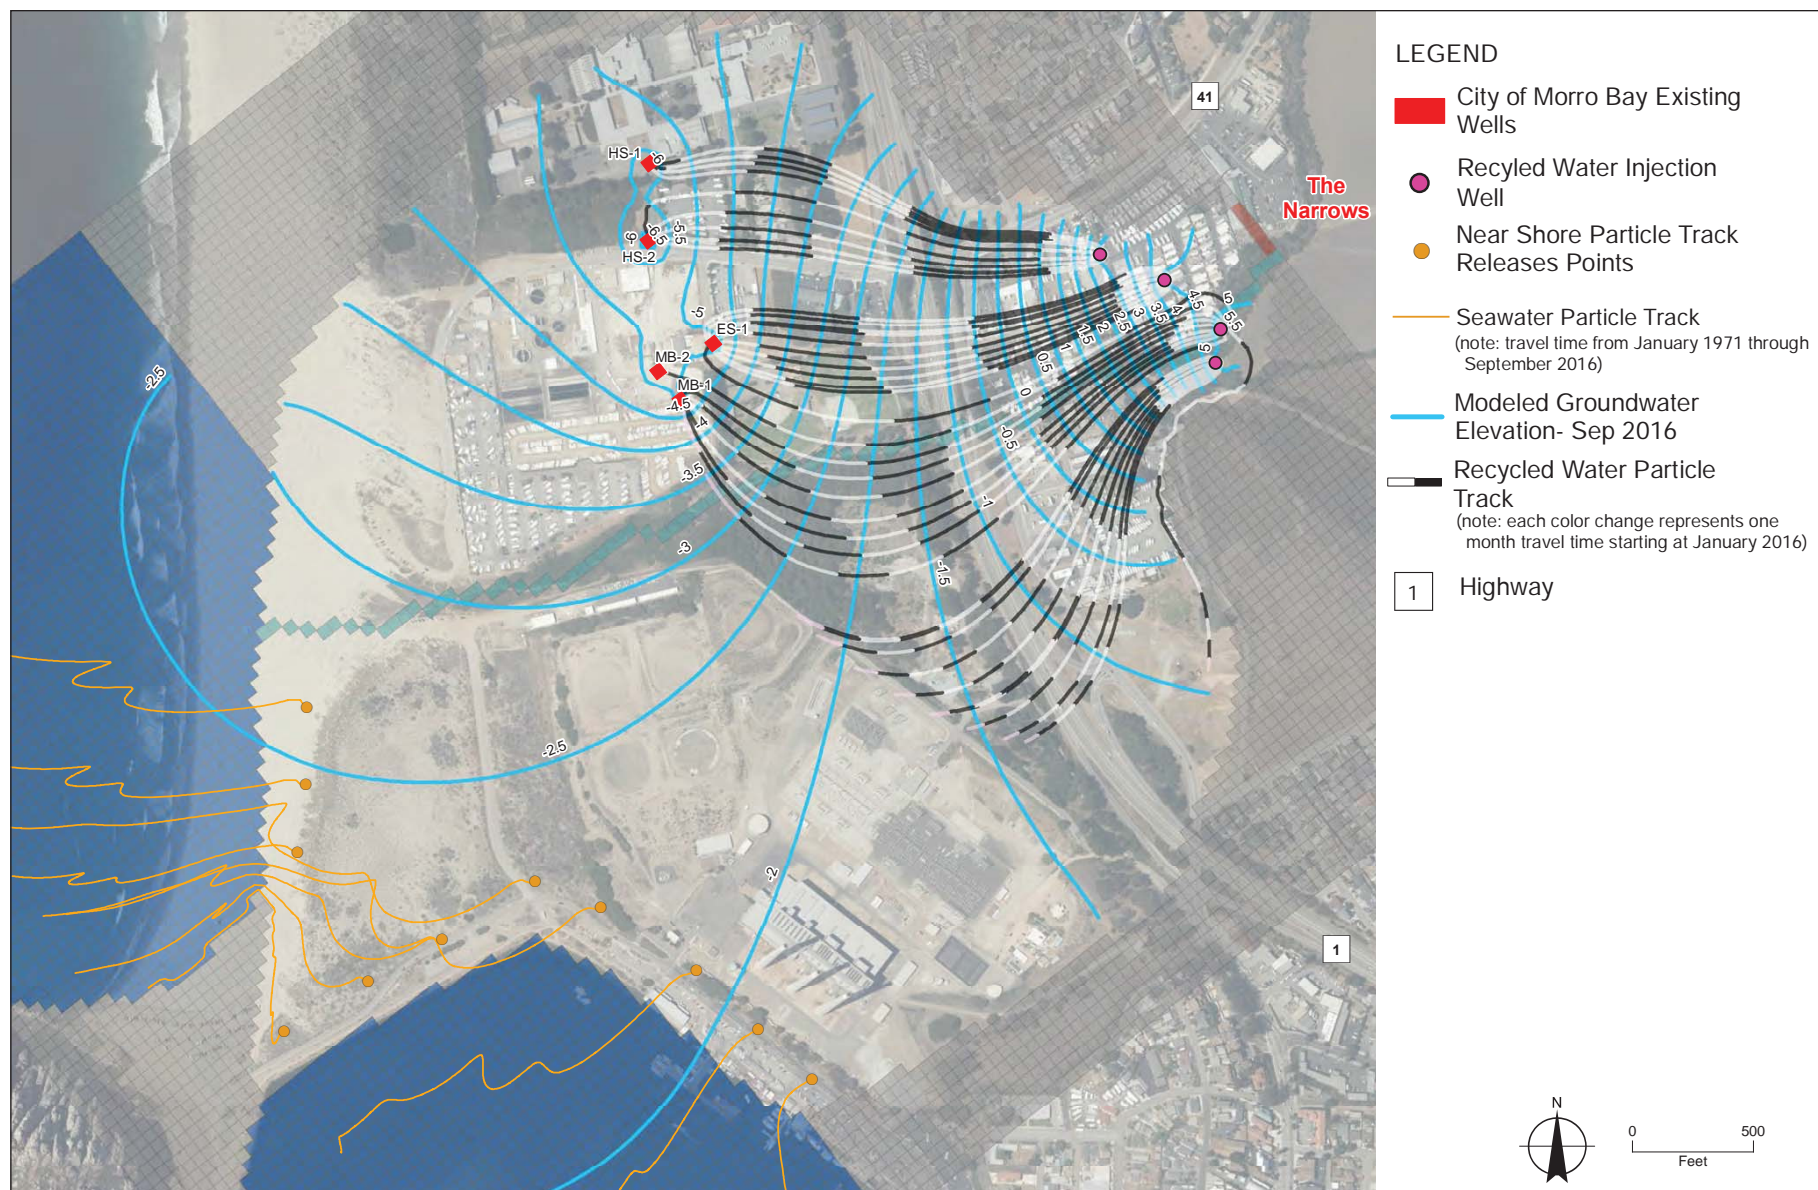 LEGEND
City of Morro Bay Existing
Wells
Recyled Water Injection
Well
Near Shore Particle Track
Releases Points
Seawater Particle Track
(note: travel time from January 1971 through
September 2016)
Modeled Groundwater
Elevation- Sep 2016
Recycled Water Particle
Track
(note: each color change represents one
month travel time starting at January 2016)
1 Highway
41
The
Narrows
HS-1
-6
-5.5
-6.5
-6
HS-2
-5
ES-1
MB-2
MB-1
-4.5
-4
-3.5
-3
-2.5
-2.5
-2
-1.5
-1
-0.5
0
0.5
1
1.5
2
2.5
3
3.5
4
4.5
5
5.5
5
1
N
0 500
Feet